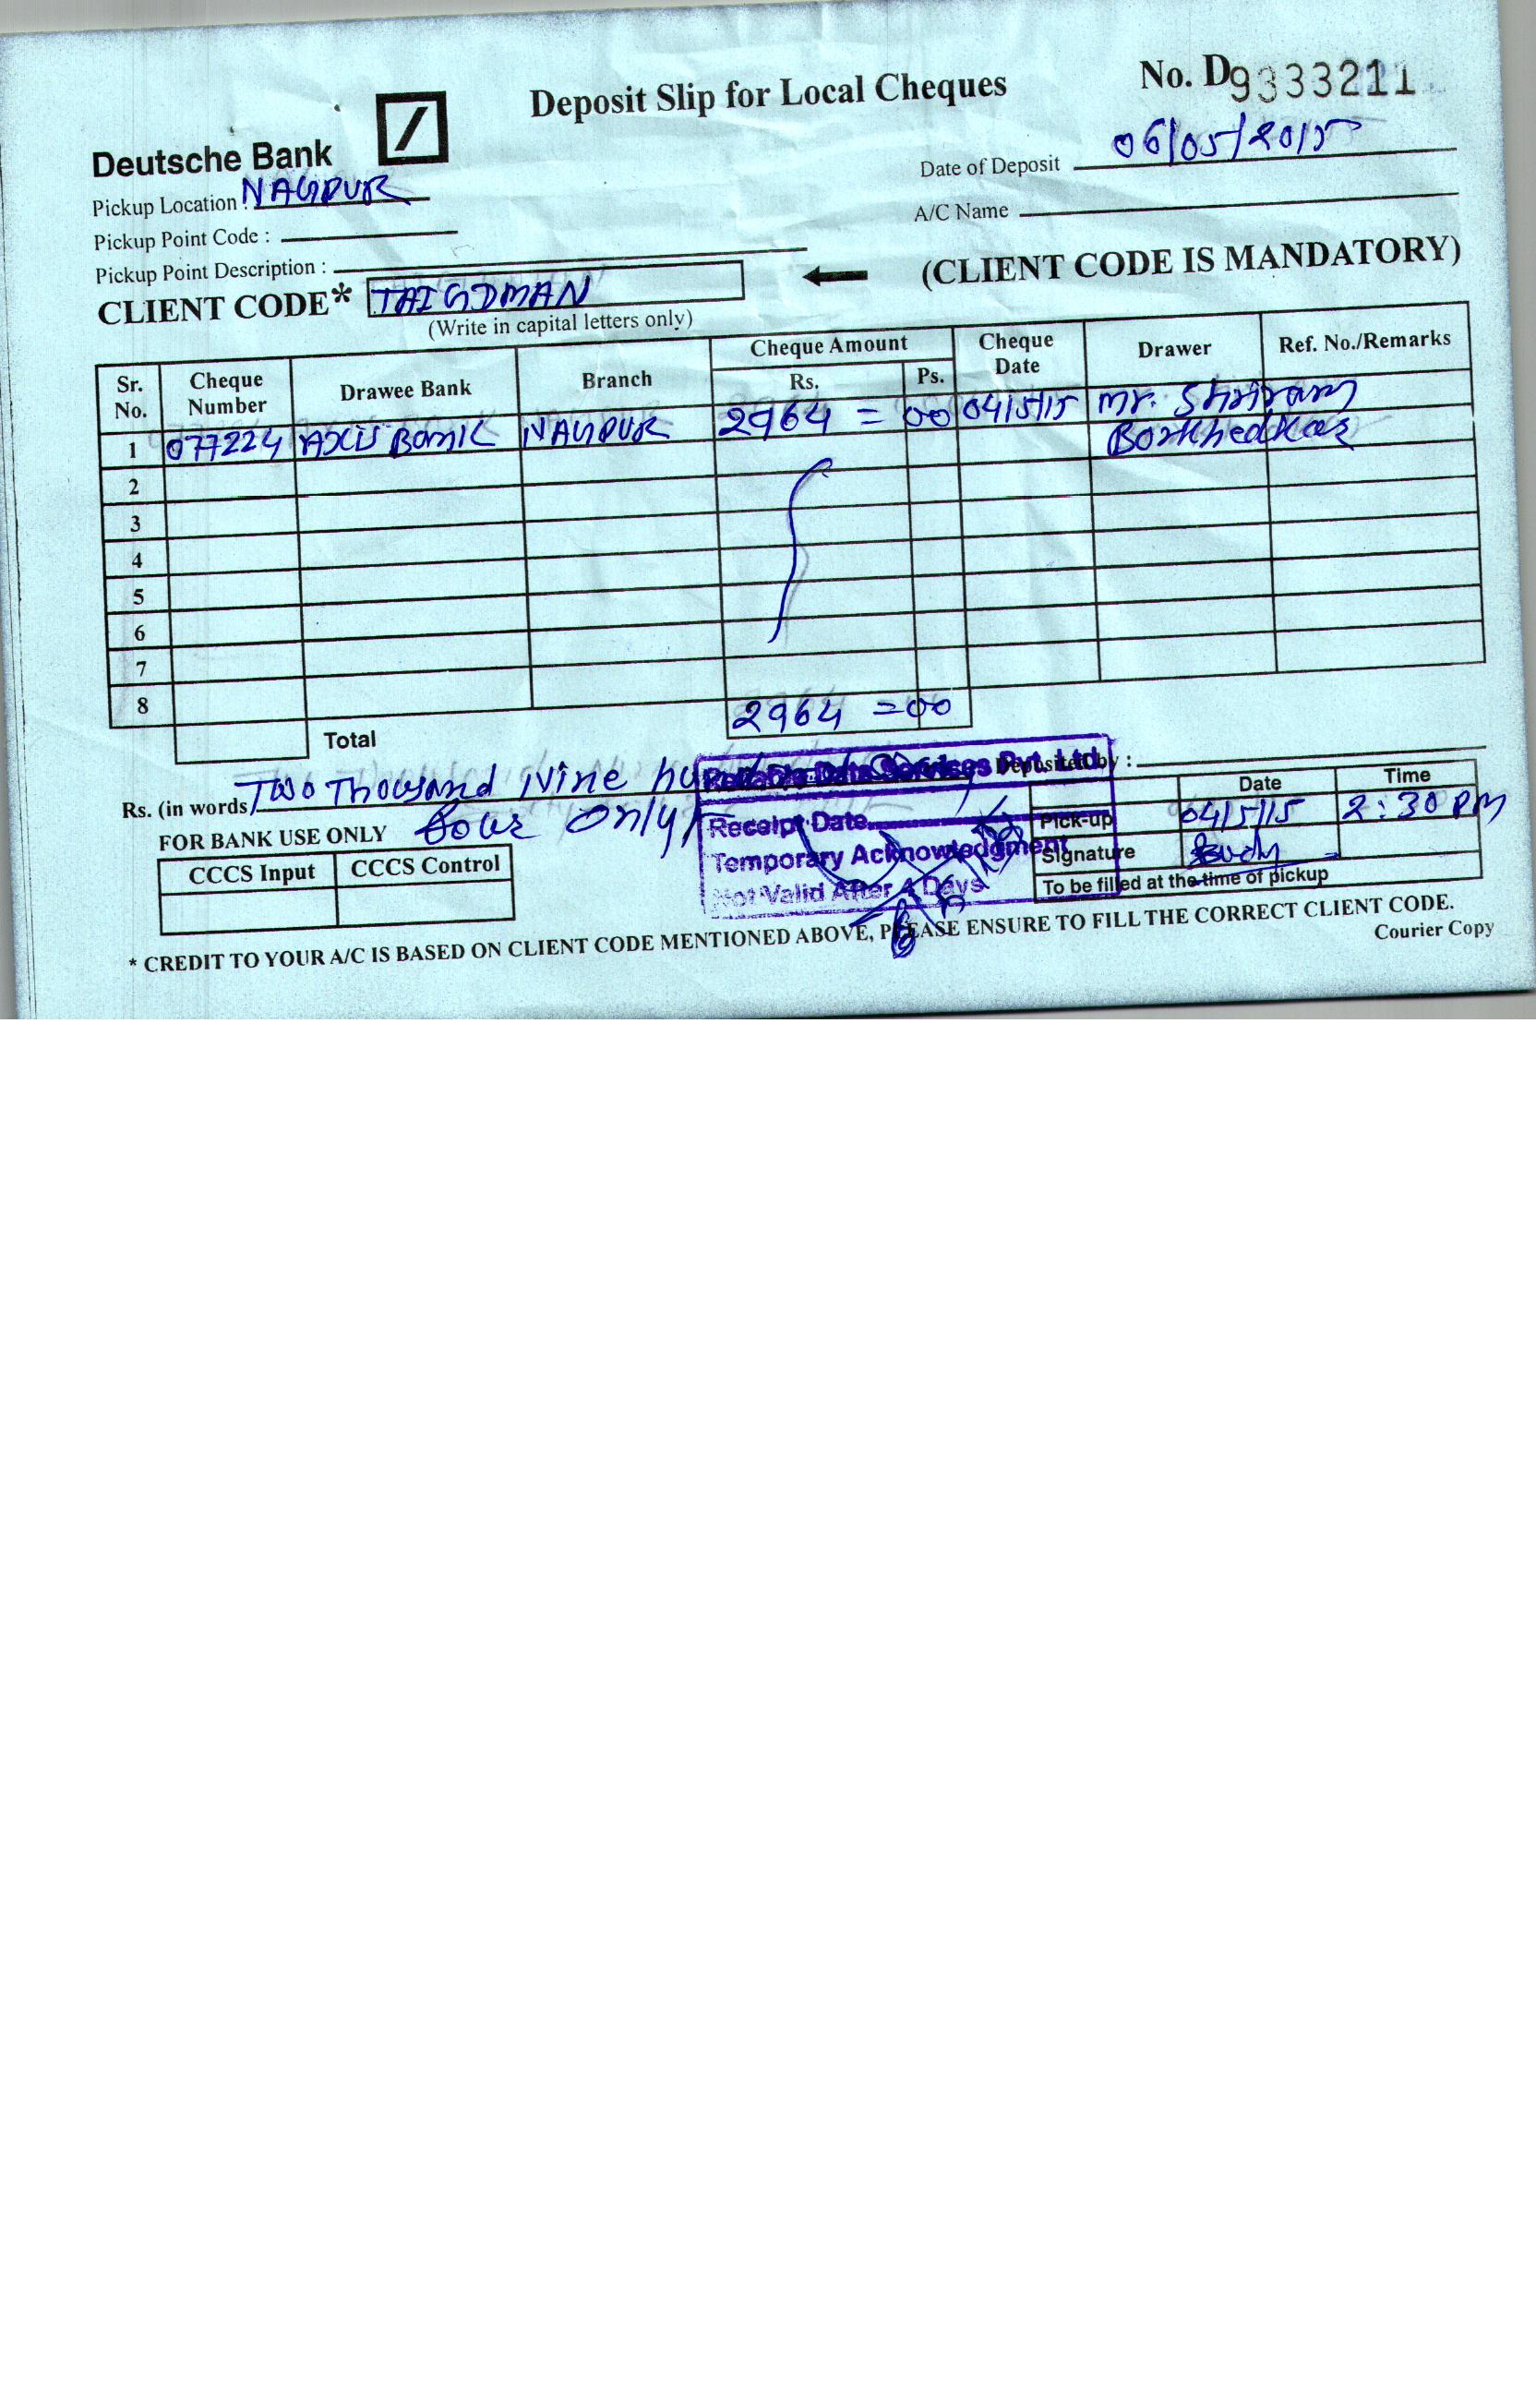 Deposit Slip for Local Cheques
No. D9333211
Deutsche Bank
Date of Deposit 06/05/2015
Pickup Location : NAGPUR
A/C Name
Pickup Point Code :
Pickup Point Description :
CLIENT CODE* TAIGDMAN
(CLIENT CODE IS MANDATORY)
(Write in capital letters only)
Sr. No. Cheque Number Drawee Bank Branch Cheque Amount Rs. Ps. Cheque Date Drawer Ref. No./Remarks
1 077224 AXIS Bank NAGPUR 2964 = 00 04/5/15 Mr. Shriram Borkhedkar
2
3
4
5
6
7
8
Total 2964 =00
Rs. (in words) Two Thousand Nine
Four Only
Deposited by :
Data Services Pvt. Ltd.
Receipt Date
Temporary Acknowledgment
Not Valid After 4 Days
Date Time
Pick-up 04/5/15 2:30 PM
Signature
To be filled at the time of pickup
FOR BANK USE ONLY
CCCS Input CCCS Control
* CREDIT TO YOUR A/C IS BASED ON CLIENT CODE MENTIONED ABOVE, PLEASE ENSURE TO FILL THE CORRECT CLIENT CODE.
Courier Copy